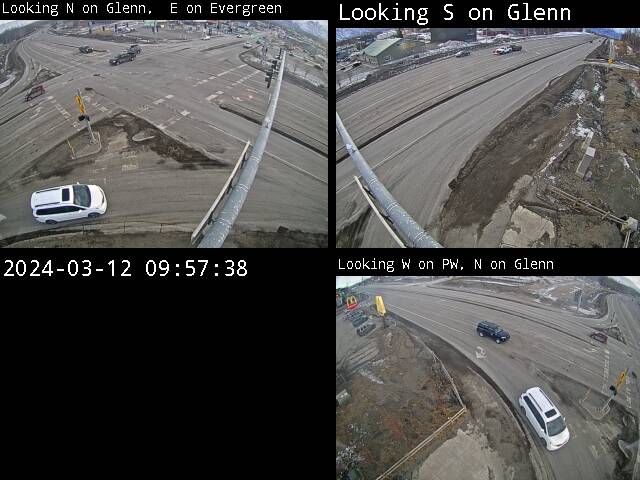 Looking N on Glenn,  E on Evergreen
Looking S on Glenn
2024-03-12 09:57:38
Looking W on PW, N on Glenn